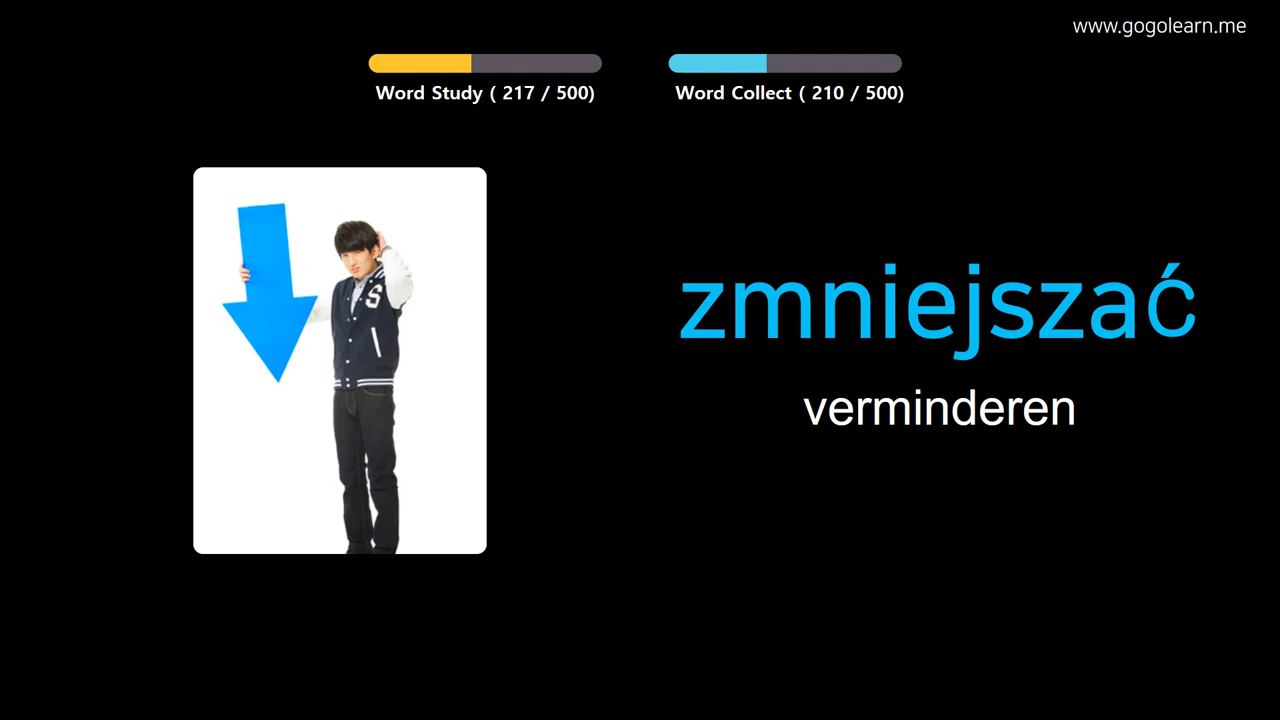 www.gogolearn.me
Word Study ( 217 / 500)
Word Collect ( 210 / 500)
S
zmniejszać
verminderen